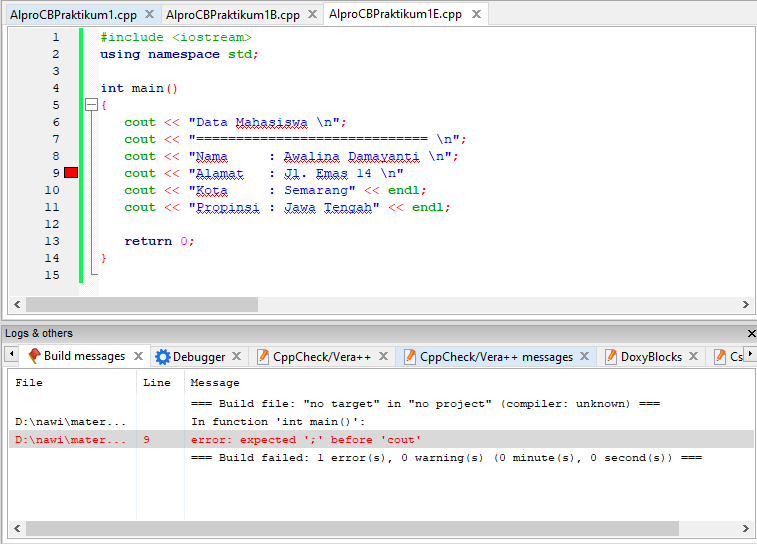 AlproCBPraktikum1.cpp X AlproCBPraktikum1B.cpp X AlproCBPraktikum1E.cpp X
1 #include <iostream>
2 using namespace std;
3
4 int main()
5 {
6 cout << "Data Mahasiswa \n";
7 cout << "============================= \n";
8 cout << "Nama     : Awalina Damayanti \n";
9 cout << "Alamat   : Jl. Emas 14 \n"
10 cout << "Kota     : Semarang" << endl;
11 cout << "Propinsi : Jawa Tengah" << endl;
12
13 return 0;
14 }
15
Logs & others
Build messages X Debugger X CppCheck/Vera++ X CppCheck/Vera++ messages X DoxyBlocks X Cs
File Line Message
=== Build file: "no target" in "no project" (compiler: unknown) ===
D:\nawi\mater... In function 'int main()':
D:\nawi\mater... 9 error: expected ';' before 'cout'
=== Build failed: 1 error(s), 0 warning(s) (0 minute(s), 0 second(s)) ===